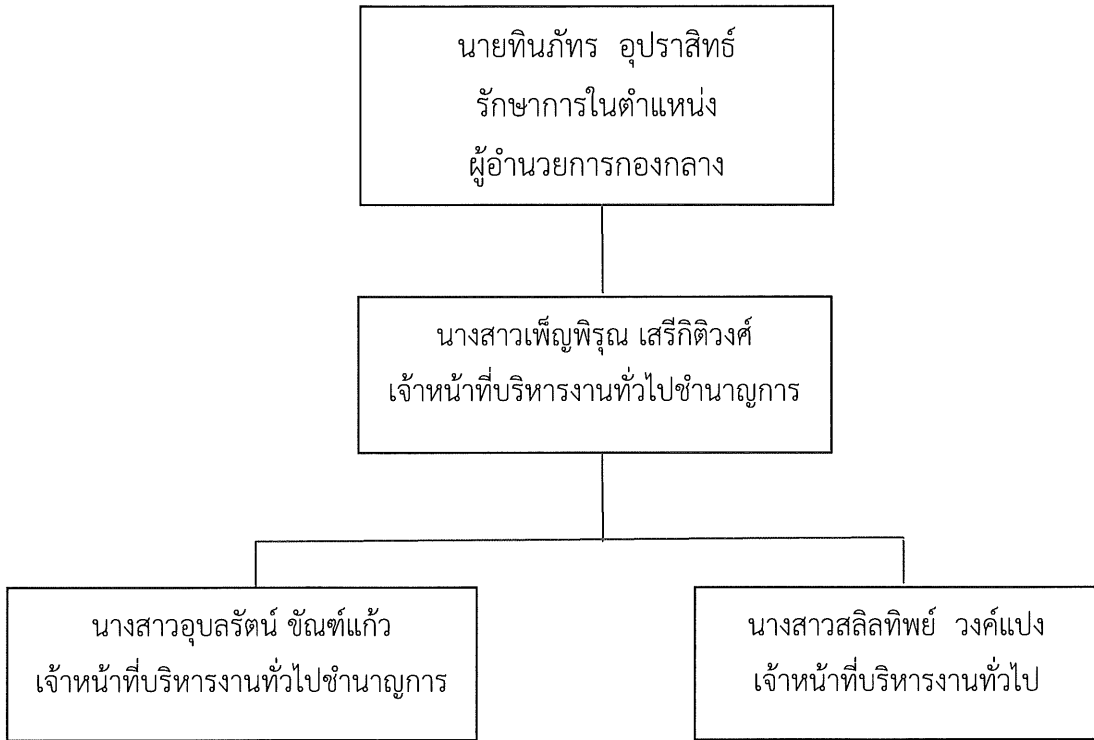 นายทินภัทร อุปราสิทธ์
รักษาการในตำแหน่ง
ผู้อำนวยการกองกลาง
นางสาวเพ็ญพิรุณ เสรีกิติวงศ์
เจ้าหน้าที่บริหารงานทั่วไปชำนาญการ
นางสาวอุบลรัตน์ ขัณฑ์แก้ว
เจ้าหน้าที่บริหารงานทั่วไปชำนาญการ
นางสาวสลิลทิพย์ วงค์แปง
เจ้าหน้าที่บริหารงานทั่วไป